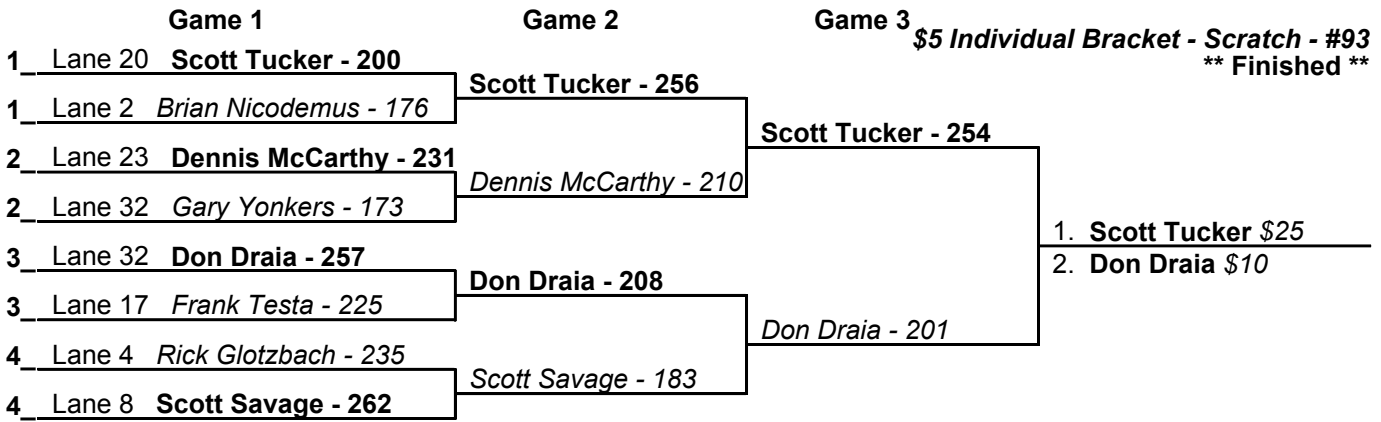 Game 1 Game 2 Game 3
$5 Individual Bracket - Scratch - #93
** Finished **
1_ Lane 20 Scott Tucker - 200
Scott Tucker - 256
1_ Lane 2 Brian Nicodemus - 176
Scott Tucker - 254
2_ Lane 23 Dennis McCarthy - 231
Dennis McCarthy - 210
2_ Lane 32 Gary Yonkers - 173
1. Scott Tucker $25
3_ Lane 32 Don Draia - 257
2. Don Draia $10
Don Draia - 208
3_ Lane 17 Frank Testa - 225
Don Draia - 201
4_ Lane 4 Rick Glotzbach - 235
Scott Savage - 183
4_ Lane 8 Scott Savage - 262